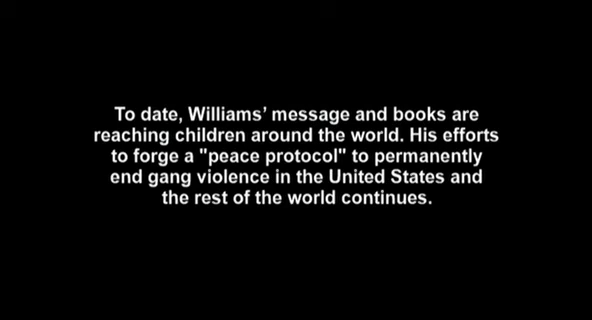 To date, Williams’ message and books are
reaching children around the world. His efforts
to forge a "peace protocol" to permanently
end gang violence in the United States and
the rest of the world continues.